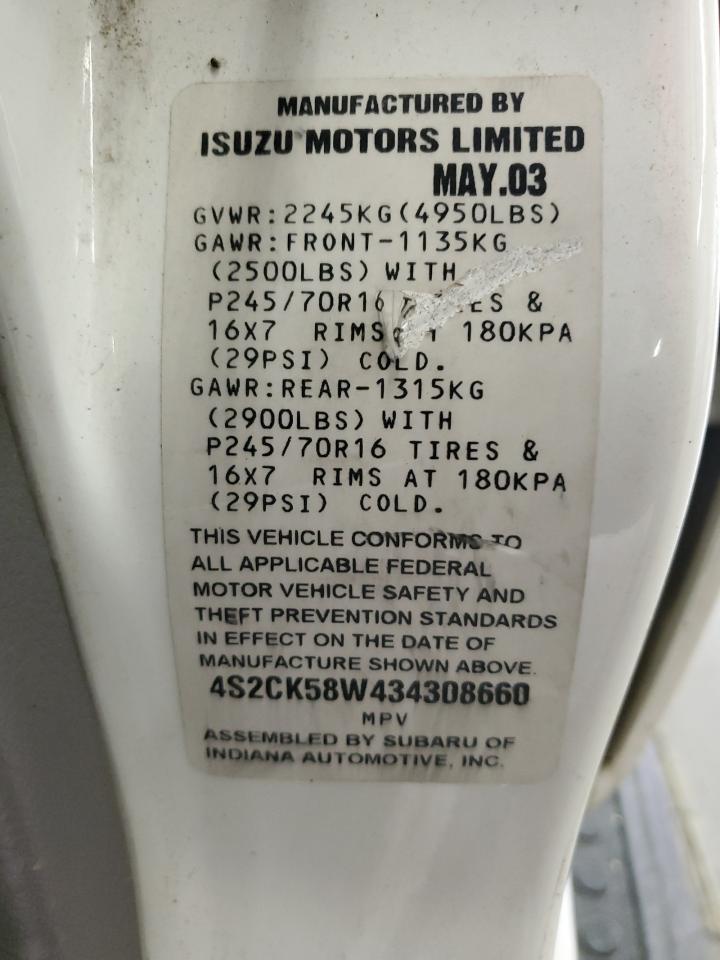 MANUFACTURED BY
ISUZU MOTORS LIMITED
MAY.03
GVWR:2245KG(4950LBS)
GAWR:FRONT-1135KG
(2500LBS) WITH
P245/70R16 TIRES &
16X7 RIMS 180KPA
(29PSI) COLD.
GAWR:REAR-1315KG
(2900LBS) WITH
P245/70R16 TIRES &
16X7 RIMS AT 180KPA
(29PSI) COLD.
THIS VEHICLE CONFORMS TO
ALL APPLICABLE FEDERAL
MOTOR VEHICLE SAFETY AND
THEFT PREVENTION STANDARDS
IN EFFECT ON THE DATE OF
MANUFACTURE SHOWN ABOVE.
4S2CK58W434308660
MPV
ASSEMBLED BY SUBARU OF
INDIANA AUTOMOTIVE, INC.